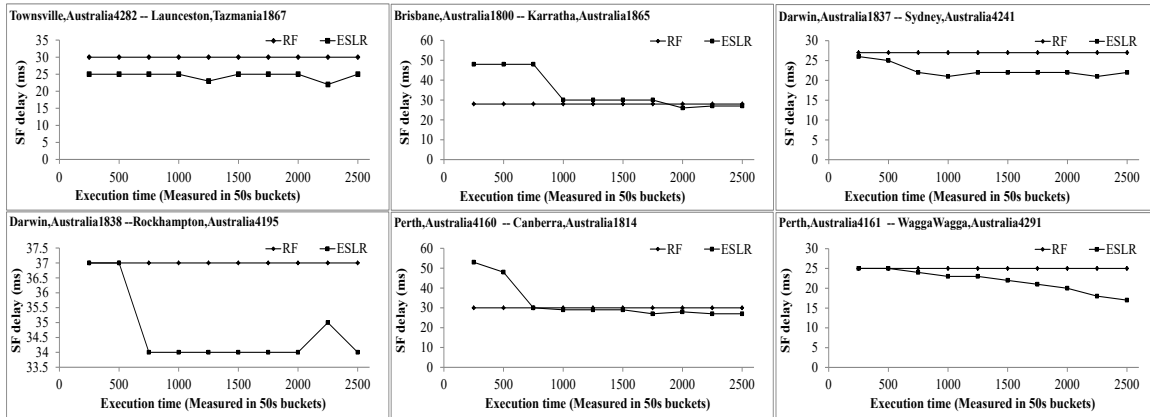 Townsville,Australia4282 -- Launceston,Tazmania1867
RF ESLR
35
30
25
20
15
10
5
0
SF delay (ms)
0 500 1000 1500 2000 2500
Execution time (Measured in 50s buckets)
Brisbane,Australia1800 -- Karratha,Australia1865
RF ESLR
60
50
40
30
20
10
0
SF delay (ms)
0 500 1000 1500 2000 2500
Execution time (Measured in 50s buckets)
Darwin,Australia1837 -- Sydney,Australia4241
RF ESLR
30
25
20
15
10
5
0
SF delay (ms)
0 500 1000 1500 2000 2500
Execution time (Measured in 50s buckets)
Darwin,Australia1838 --Rockhampton,Australia4195
RF ESLR
37.5
37
36.5
36
35.5
35
34.5
34
33.5
SF delay (ms)
0 500 1000 1500 2000 2500
Execution time (Measured in 50s buckets)
Perth,Australia4160 -- Canberra,Australia1814
RF ESLR
60
50
40
30
20
10
0
SF delay (ms)
0 500 1000 1500 2000 2500
Execution time (Measured in 50s buckets)
Perth,Australia4161 -- WaggaWagga,Australia4291
RF ESLR
30
25
20
15
10
5
0
SF delay (ms)
0 500 1000 1500 2000 2500
Execution time (Measured in 50s buckets)